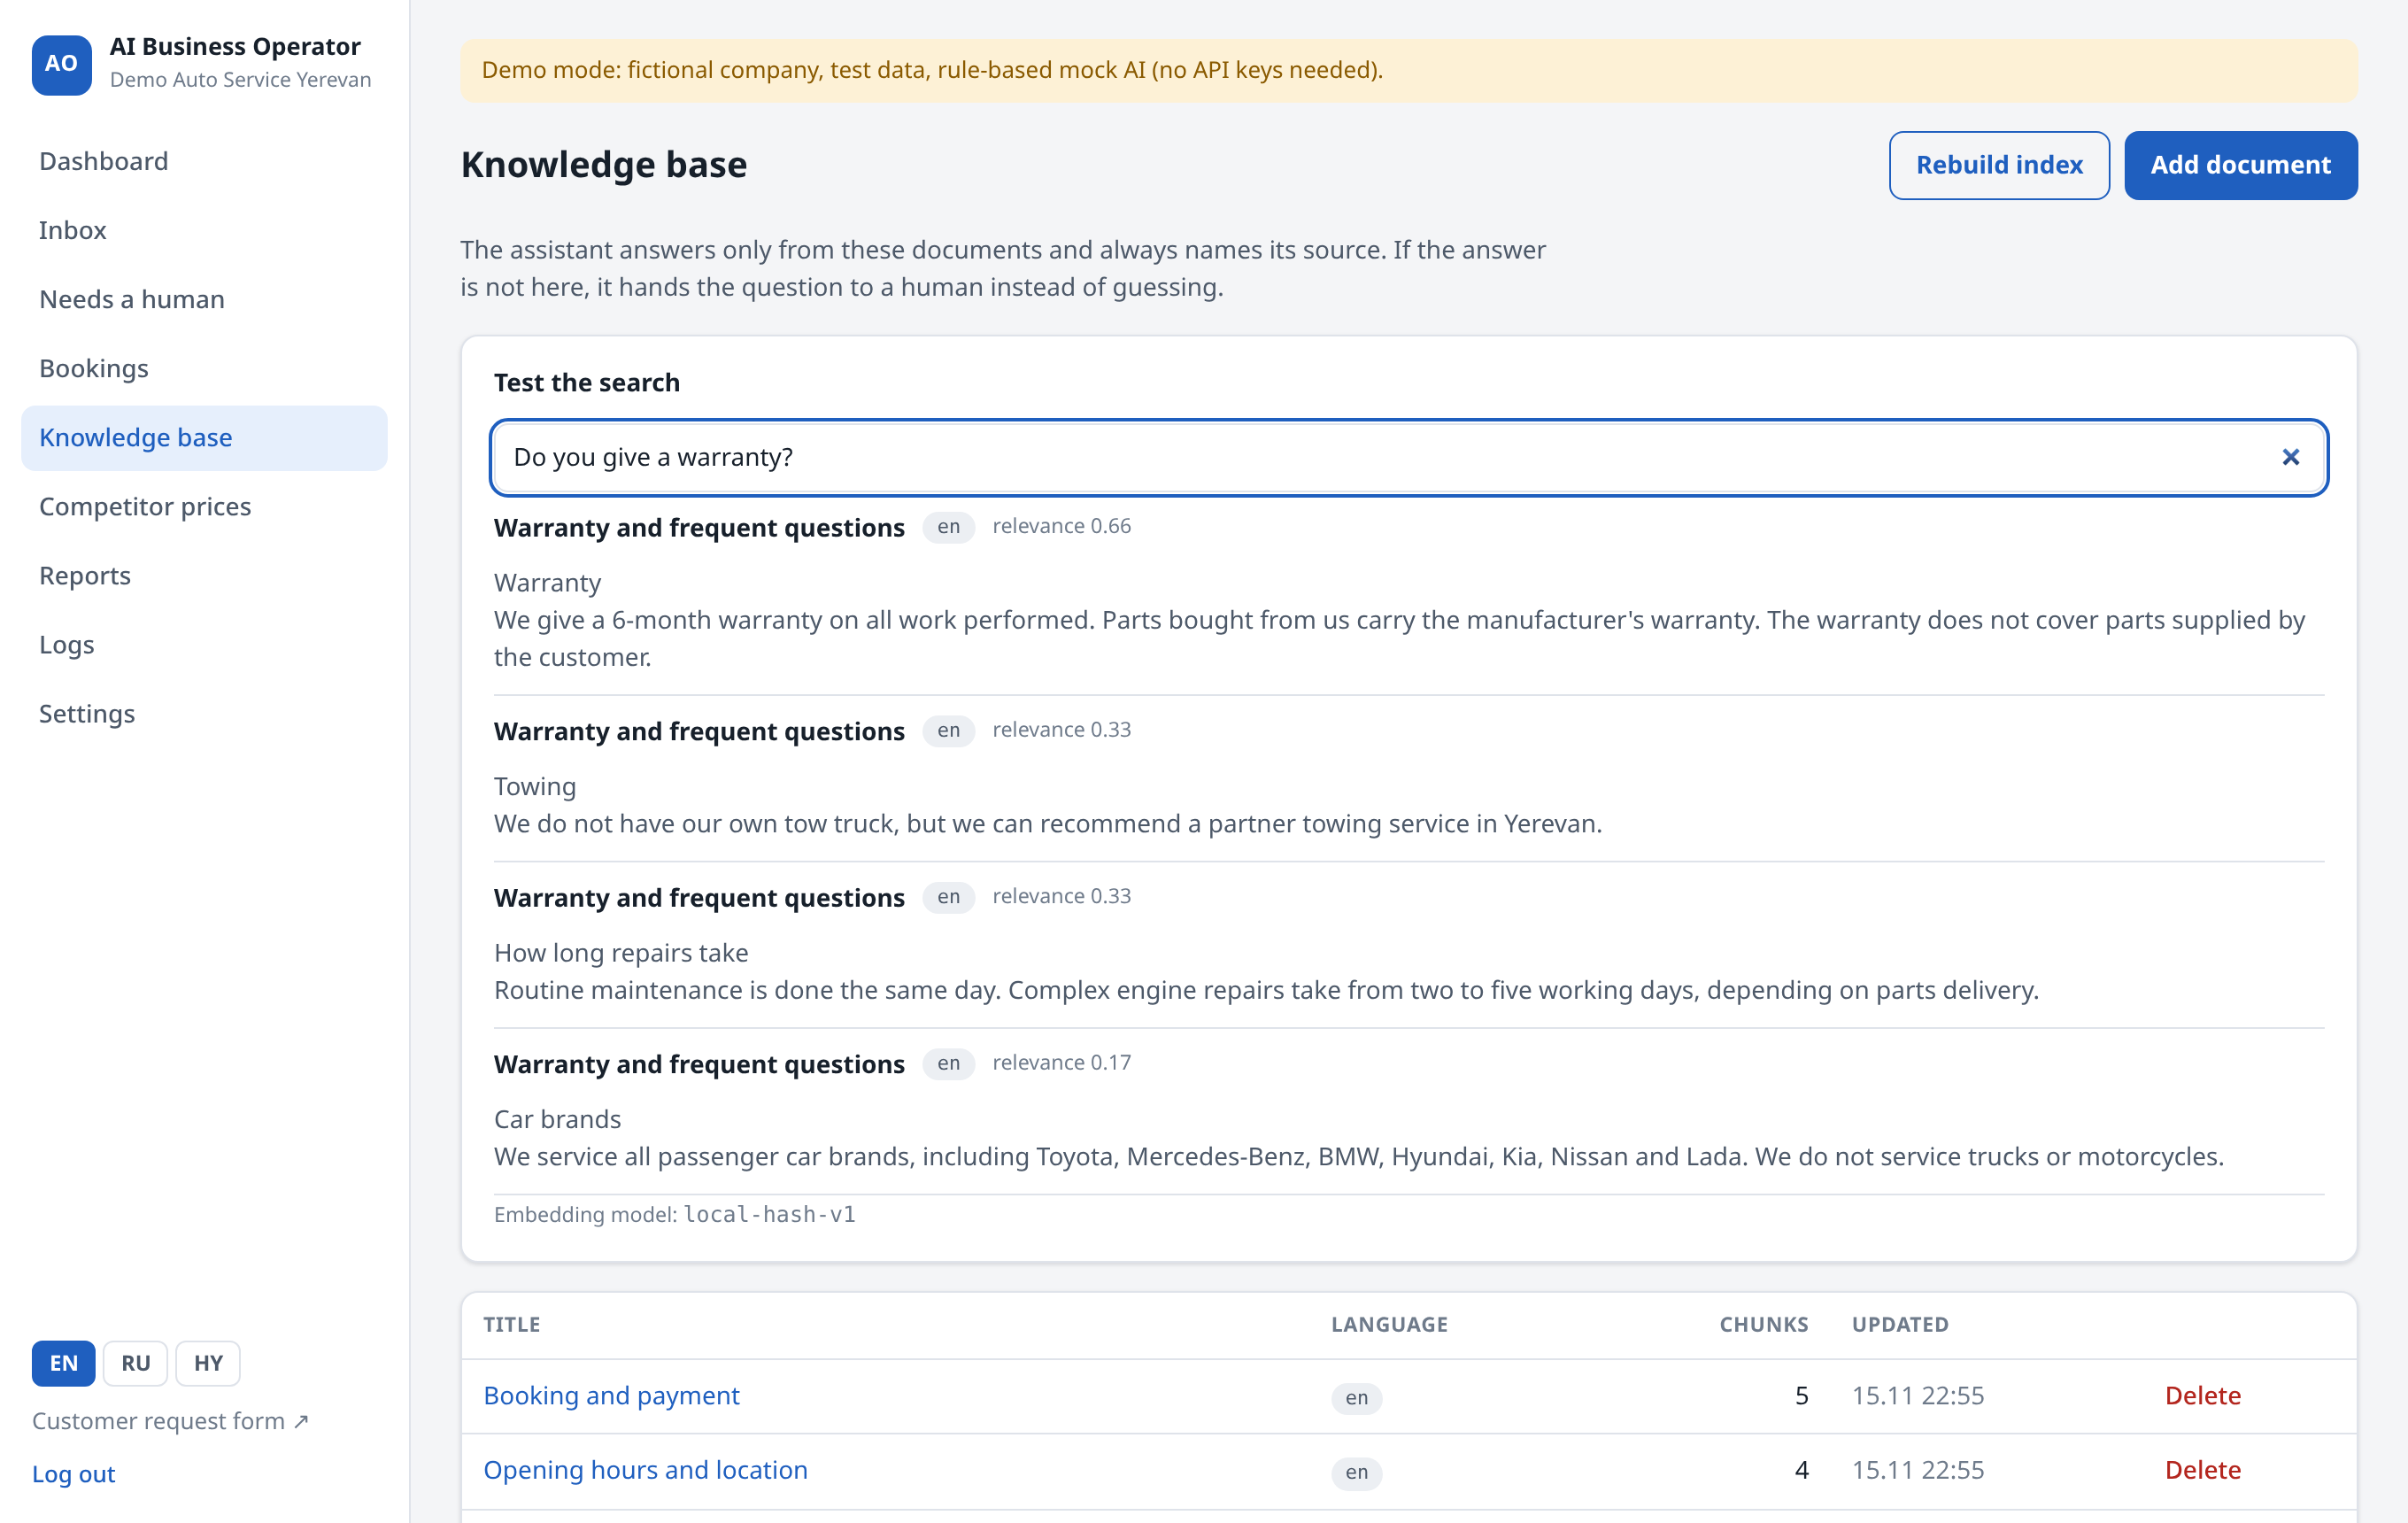 AO
AI Business Operator
Demo Auto Service Yerevan
Dashboard
Inbox
Needs a human
Bookings
Knowledge base
Competitor prices
Reports
Logs
Settings
EN RU HY
Customer request form ↗
Log out
Demo mode: fictional company, test data, rule-based mock AI (no API keys needed).
Knowledge base
Rebuild index
Add document
The assistant answers only from these documents and always names its source. If the answer
is not here, it hands the question to a human instead of guessing.
Test the search
Do you give a warranty?
Warranty and frequent questions en relevance 0.66
Warranty
We give a 6-month warranty on all work performed. Parts bought from us carry the manufacturer's warranty. The warranty does not cover parts supplied by
the customer.
Warranty and frequent questions en relevance 0.33
Towing
We do not have our own tow truck, but we can recommend a partner towing service in Yerevan.
Warranty and frequent questions en relevance 0.33
How long repairs take
Routine maintenance is done the same day. Complex engine repairs take from two to five working days, depending on parts delivery.
Warranty and frequent questions en relevance 0.17
Car brands
We service all passenger car brands, including Toyota, Mercedes-Benz, BMW, Hyundai, Kia, Nissan and Lada. We do not service trucks or motorcycles.
Embedding model: local-hash-v1
TITLE LANGUAGE CHUNKS UPDATED
Booking and payment en 5 15.11 22:55 Delete
Opening hours and location en 4 15.11 22:55 Delete